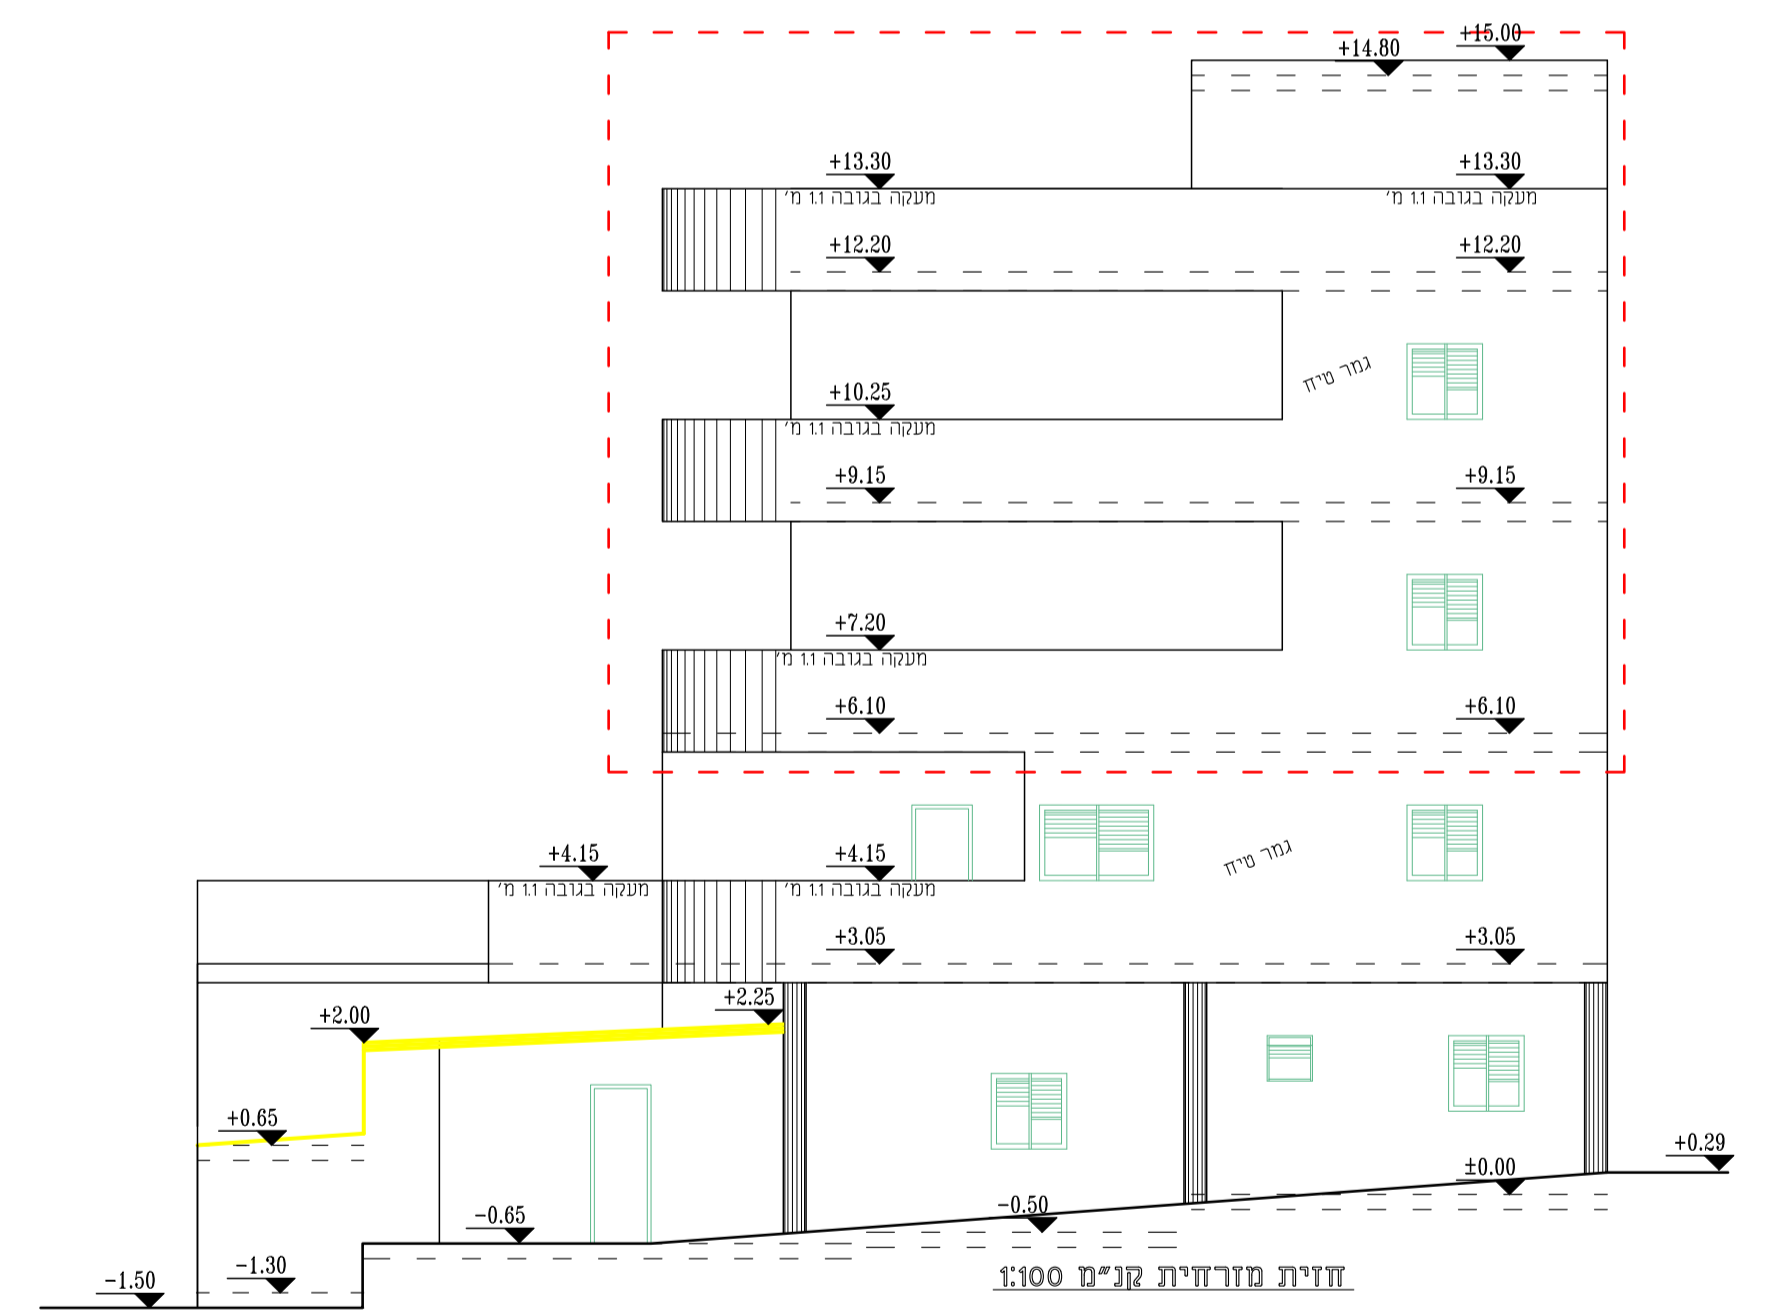 +15.00
+14.80
+13.30
+13.30
מעקה בגובה 1.1 מ'
מעקה בגובה 1.1 מ'
+12.20
+12.20
גמר טיח
+10.25
מעקה בגובה 1.1 מ'
+9.15
+9.15
+7.20
מעקה בגובה 1.1 מ'
+6.10
+6.10
גמר טיח
+4.15
+4.15
מעקה בגובה 1.1 מ'
מעקה בגובה 1.1 מ'
+3.05
+3.05
+2.25
+2.00
+0.65
+0.29
±0.00
-0.50
-0.65
-1.30
-1.50
חזית מזרחית קנ"מ 1:100